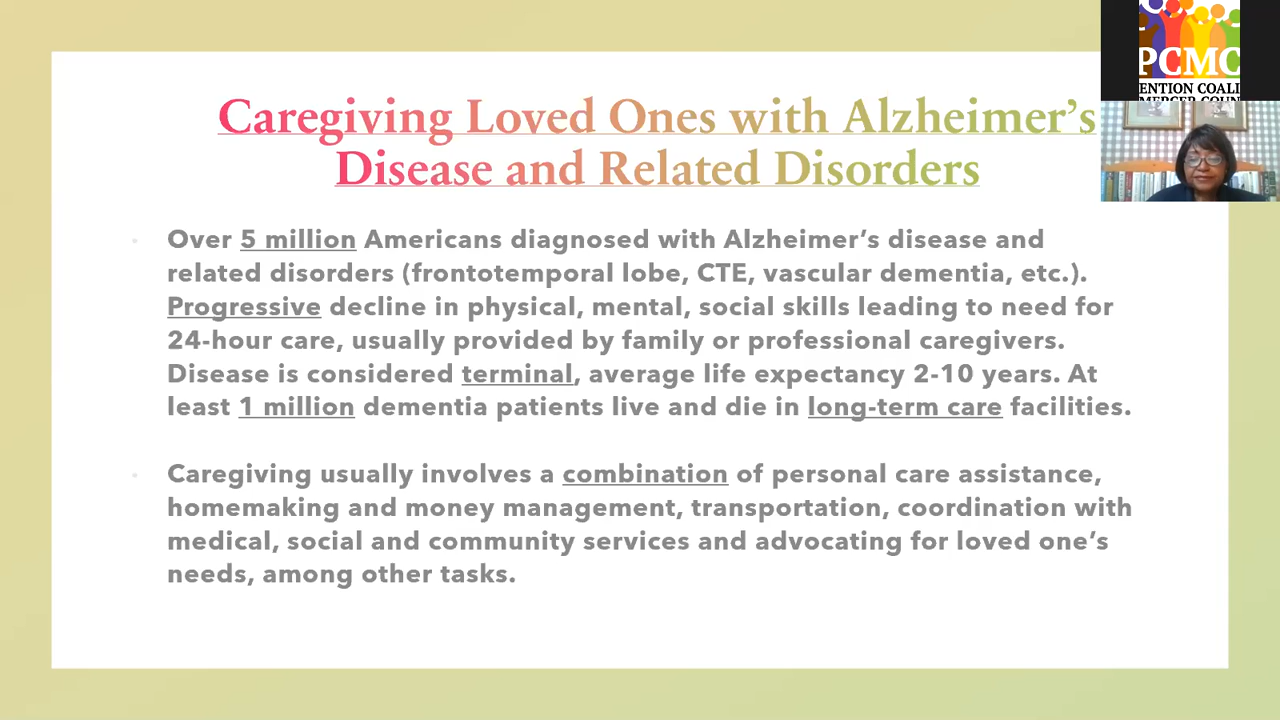 Caregiving Loved Ones with Alzheimer's
Disease and Related Disorders
Over 5 million Americans diagnosed with Alzheimer's disease and
related disorders (frontotemporal lobe, CTE, vascular dementia, etc.).
Progressive decline in physical, mental, social skills leading to need for
24-hour care, usually provided by family or professional caregivers.
Disease is considered terminal, average life expectancy 2-10 years. At
least 1 million dementia patients live and die in long-term care facilities.
Caregiving usually involves a combination of personal care assistance,
homemaking and money management, transportation, coordination with
medical, social and community services and advocating for loved one's
needs, among other tasks.
PCMC
ENTION COALI
MERCER COUN